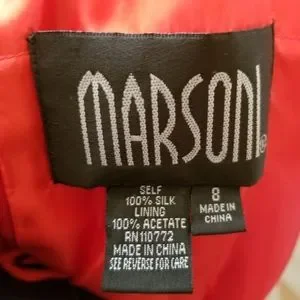 MARSONI®
SELF
100% SILK
LINING
100% ACETATE
RN 110772
MADE IN CHINA
SEE REVERSE FOR CARE
8
MADE IN
CHINA